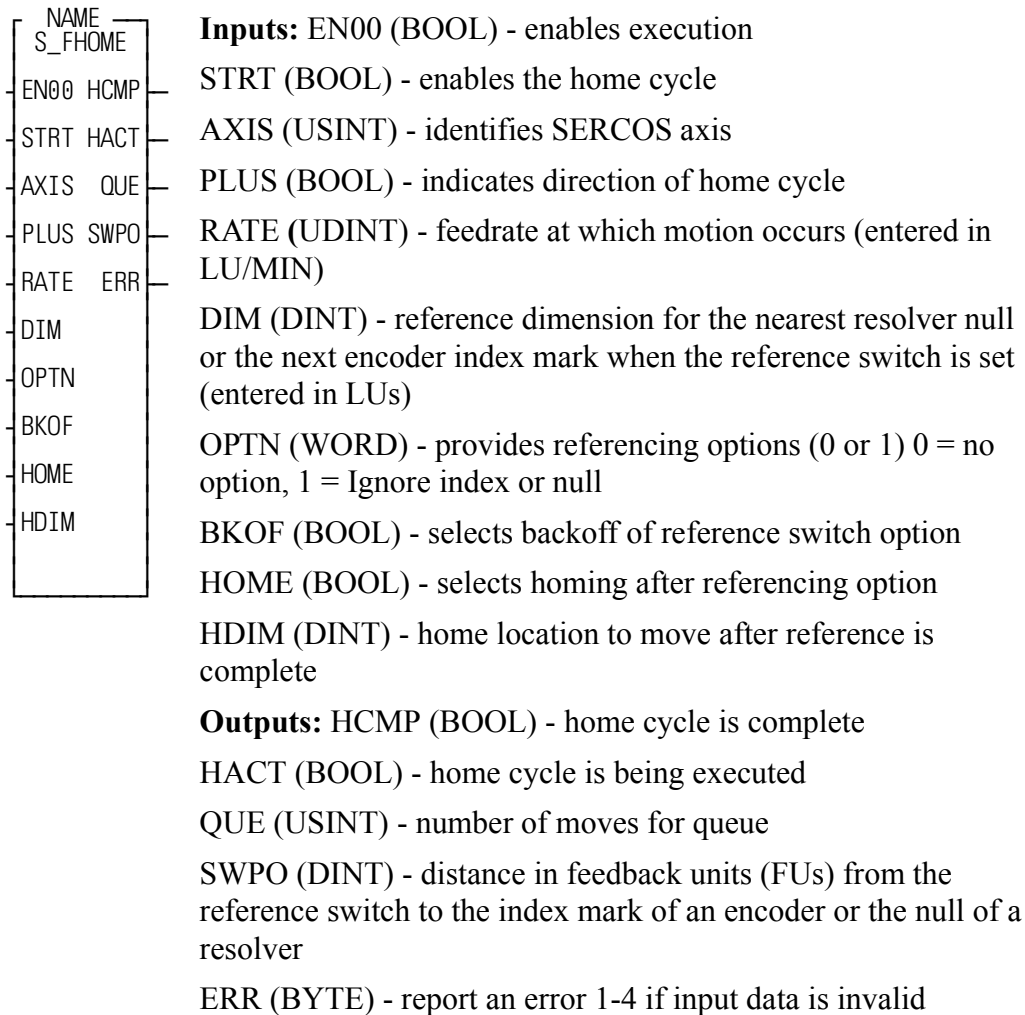 NAME
S_FHOME
EN00 HCMP
STRT HACT
AXIS QUE
PLUS SWPO
RATE ERR
DIM
OPTN
BKOF
HOME
HDIM
Inputs: EN00 (BOOL) - enables execution
STRT (BOOL) - enables the home cycle
AXIS (USINT) - identifies SERCOS axis
PLUS (BOOL) - indicates direction of home cycle
RATE (UDINT) - feedrate at which motion occurs (entered in
LU/MIN)
DIM (DINT) - reference dimension for the nearest resolver null
or the next encoder index mark when the reference switch is set
(entered in LUs)
OPTN (WORD) - provides referencing options (0 or 1) 0 = no
option, 1 = Ignore index or null
BKOF (BOOL) - selects backoff of reference switch option
HOME (BOOL) - selects homing after referencing option
HDIM (DINT) - home location to move after reference is
complete
Outputs: HCMP (BOOL) - home cycle is complete
HACT (BOOL) - home cycle is being executed
QUE (USINT) - number of moves for queue
SWPO (DINT) - distance in feedback units (FUs) from the
reference switch to the index mark of an encoder or the null of a
resolver
ERR (BYTE) - report an error 1-4 if input data is invalid